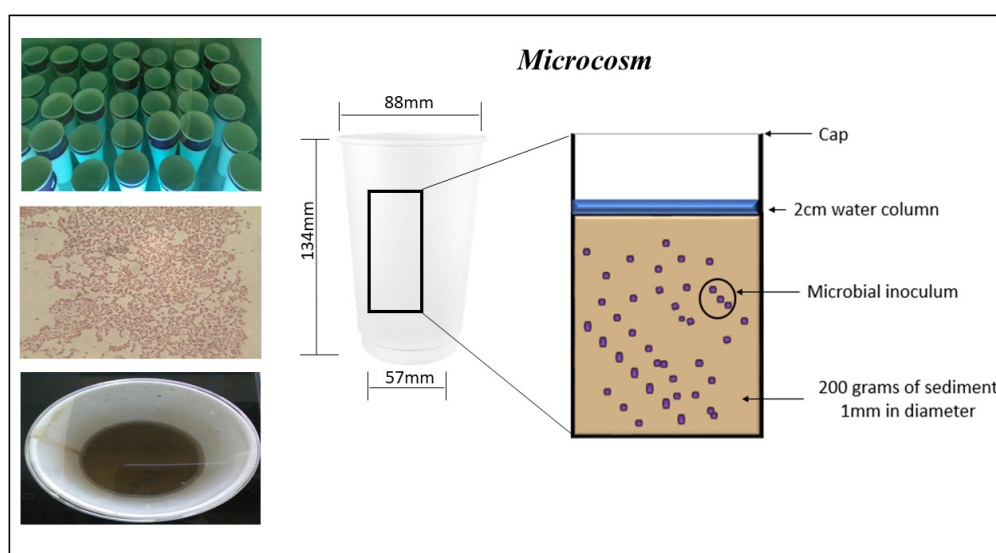 Microcosm
88mm
134mm
57mm
Cap
2cm water column
Microbial inoculum
200 grams of sediment
1mm in diameter